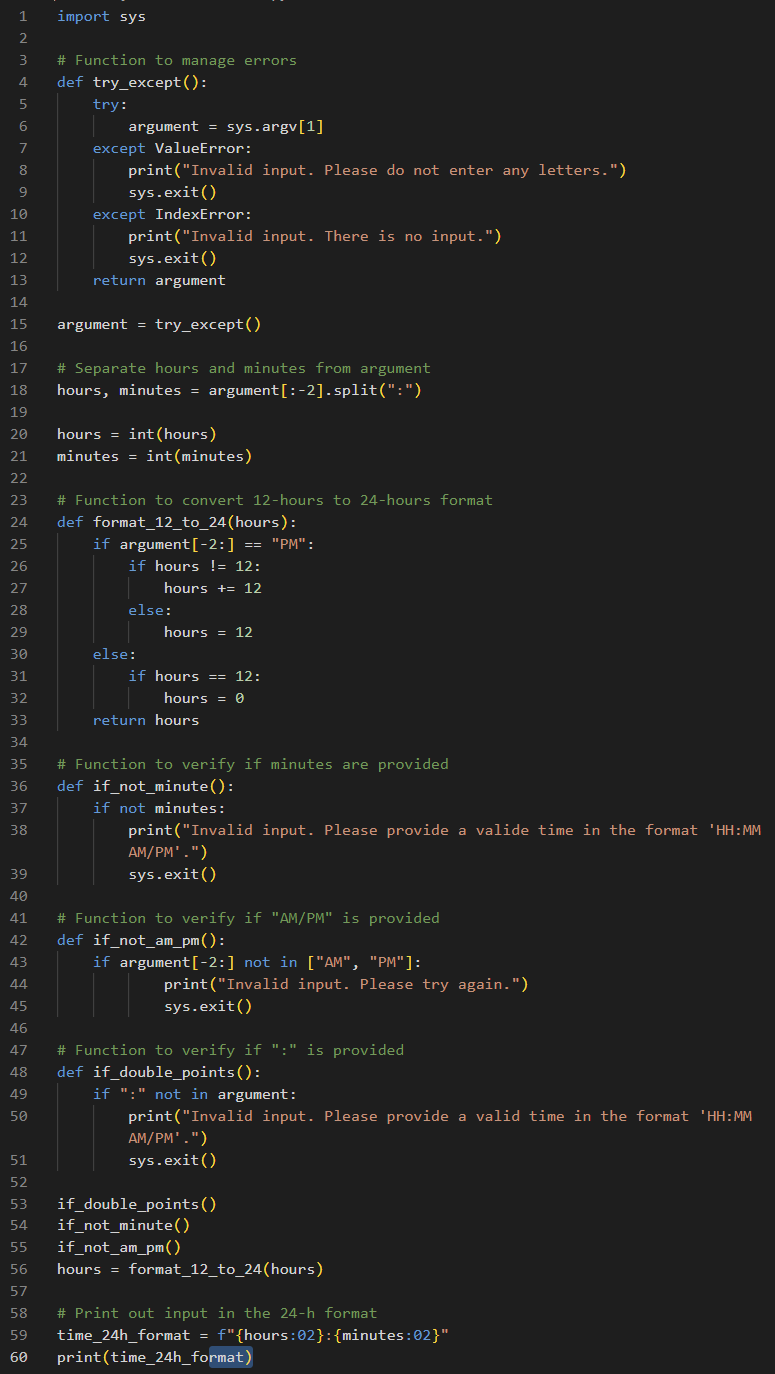 1 import sys
2
3 # Function to manage errors
4 def try_except():
5     try:
6         argument = sys.argv[1]
7     except ValueError:
8         print("Invalid input. Please do not enter any letters.")
9         sys.exit()
10     except IndexError:
11         print("Invalid input. There is no input.")
12         sys.exit()
13     return argument
14
15 argument = try_except()
16
17 # Separate hours and minutes from argument
18 hours, minutes = argument[:-2].split(":")
19
20 hours = int(hours)
21 minutes = int(minutes)
22
23 # Function to convert 12-hours to 24-hours format
24 def format_12_to_24(hours):
25     if argument[-2:] == "PM":
26         if hours != 12:
27             hours += 12
28         else:
29             hours = 12
30     else:
31         if hours == 12:
32             hours = 0
33     return hours
34
35 # Function to verify if minutes are provided
36 def if_not_minute():
37     if not minutes:
38         print("Invalid input. Please provide a valide time in the format 'HH:MM
AM/PM'.")
39         sys.exit()
40
41 # Function to verify if "AM/PM" is provided
42 def if_not_am_pm():
43     if argument[-2:] not in ["AM", "PM"]:
44             print("Invalid input. Please try again.")
45             sys.exit()
46
47 # Function to verify if ":" is provided
48 def if_double_points():
49     if ":" not in argument:
50         print("Invalid input. Please provide a valid time in the format 'HH:MM
AM/PM'.")
51         sys.exit()
52
53 if_double_points()
54 if_not_minute()
55 if_not_am_pm()
56 hours = format_12_to_24(hours)
57
58 # Print out input in the 24-h format
59 time_24h_format = f"{hours:02}:{minutes:02}"
60 print(time_24h_format)